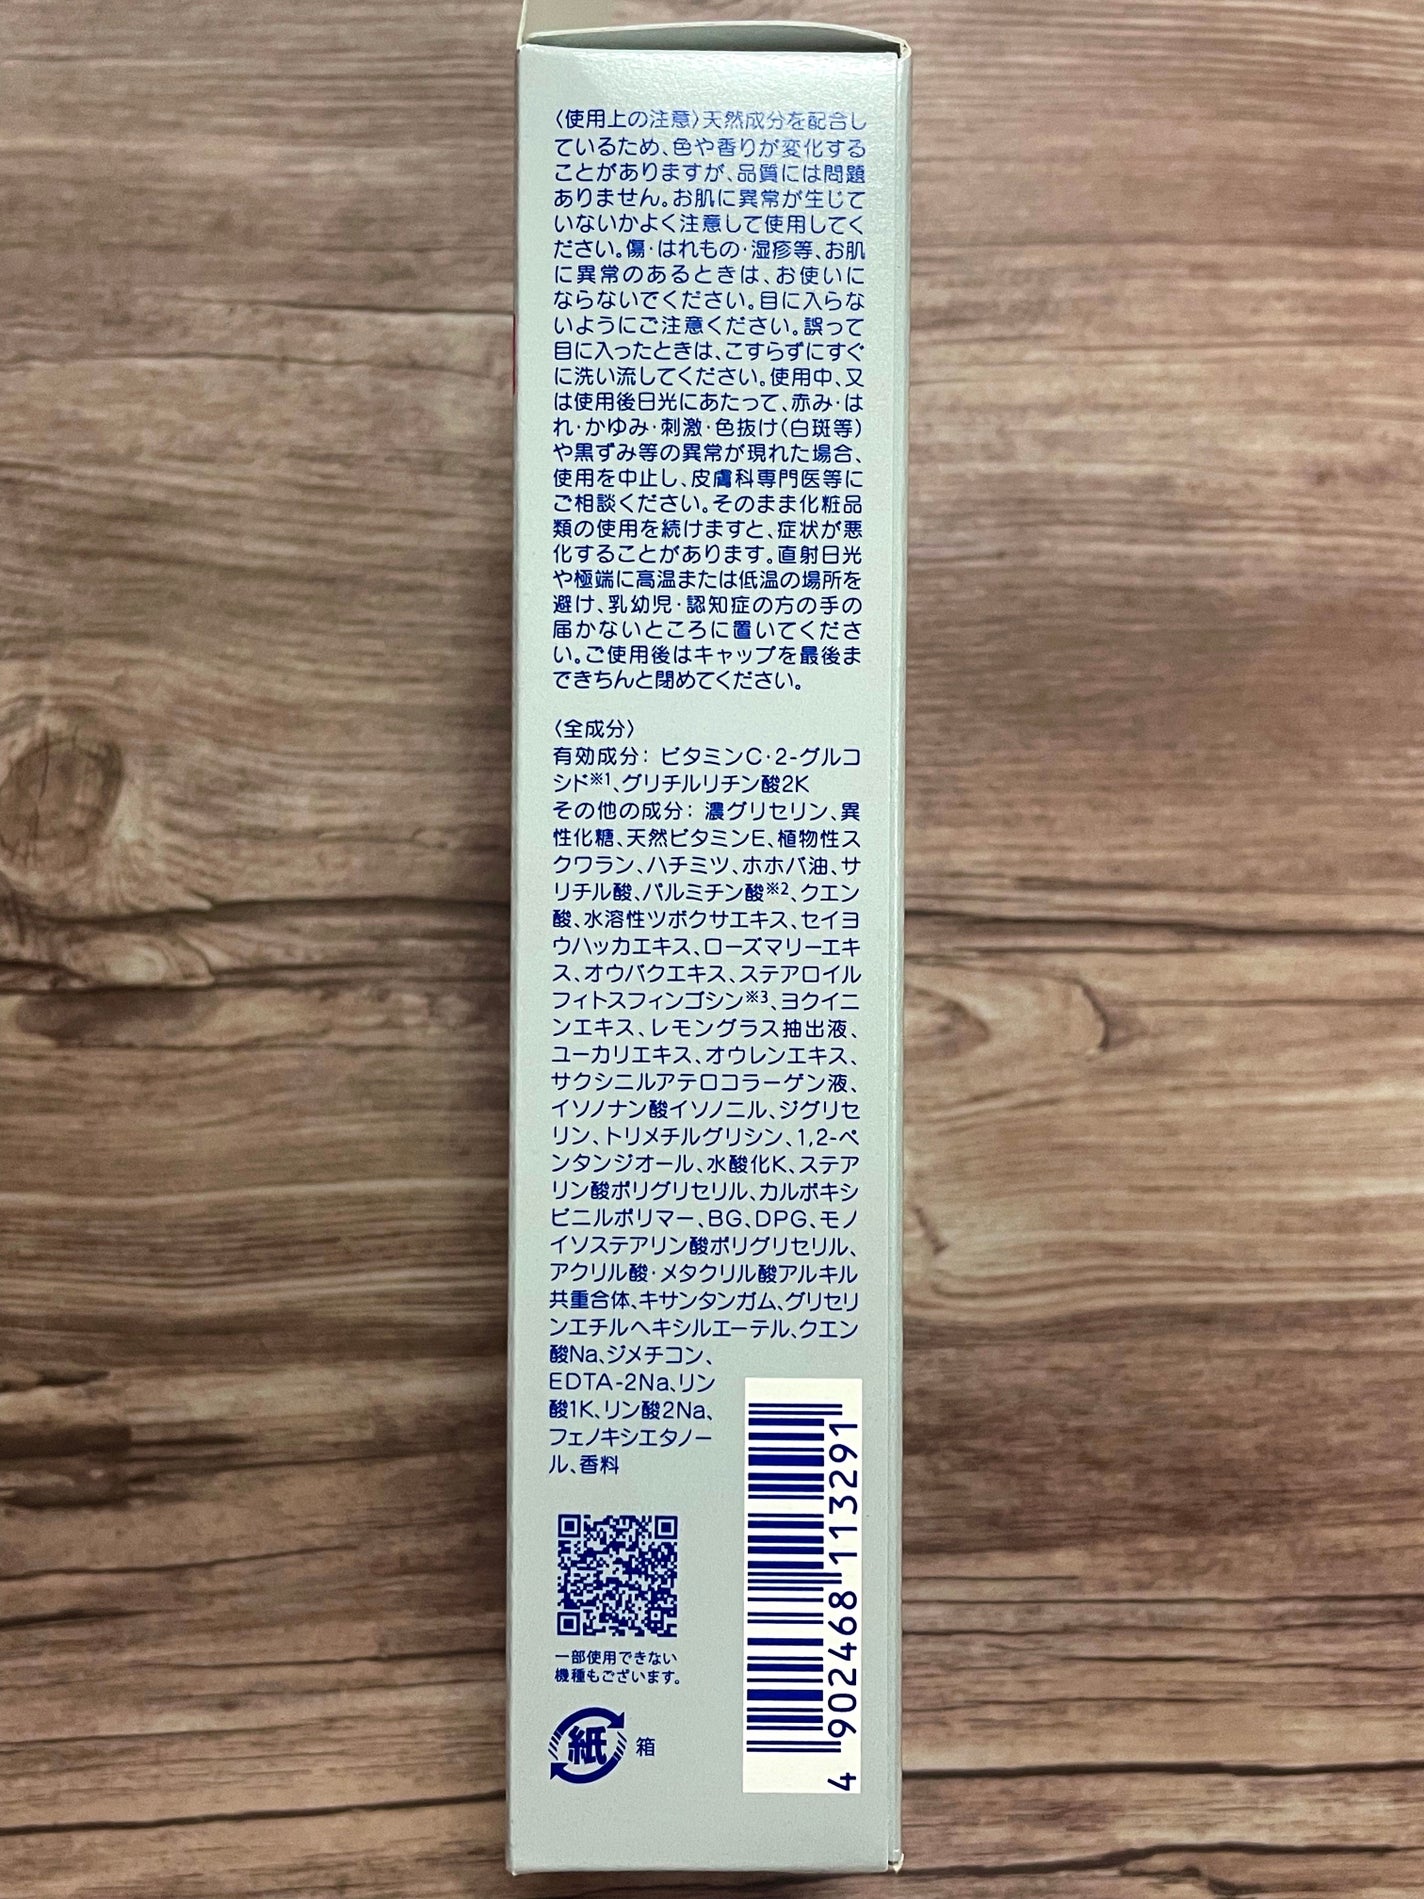 〈使用上の注意〉天然成分を配合し
ているため、色や香りが変化する
ことがありますが、品質には問題
ありません。お肌に異常が生じて
いないかよく注意して使用してく
ださい。傷・はれもの・湿疹等、お肌
に異常のあるときは、お使いに
ならないでください。目に入らな
いようにご注意ください。誤って
目に入ったときは、こすらずにすぐ
に洗い流してください。使用中、又
は使用後日光にあたって、赤み・は
れ・かゆみ・刺激・色抜け（白斑等）
や黒ずみ等の異常が現れた場合、
使用を中止し、皮膚科専門医等に
ご相談ください。そのまま化粧品
類の使用を続けますと、症状が悪
化することがあります。直射日光
や極端に高温または低温の場所を
避け、乳幼児・認知症の方の手の
届かないところに置いてくださ
い。ご使用後はキャップを最後ま
できちんと閉めてください。
〈全成分〉
有効成分：ビタミンC・2-グルコ
シド※1、グリチルリチン酸2K
その他の成分：濃グリセリン、異
性化糖、天然ビタミンE、植物性ス
クワラン、ハチミツ、ホホバ油、サ
リチル酸、パルミチン酸※2、クエン
酸、水溶性ツボクサエキス、セイヨ
ウハッカエキス、ローズマリーエキ
ス、オウバクエキス、ステアロイル
フィトスフィンゴシン※3、ヨクイニ
ンエキス、レモングラス抽出液、
ユーカリエキス、オウレンエキス、
サクシニルアテロコラーゲン液、
イソノナン酸イソノニル、ジグリセ
リン、トリメチルグリシン、1,2-ペ
ンタンジオール、水酸化K、ステア
リン酸ポリグリセリル、カルボキシ
ビニルポリマー、BG、DPG、モノ
イソステアリン酸ポリグリセリル、
アクリル酸・メタクリル酸アルキル
共重合体、キサンタンガム、グリセリ
ンエチルヘキシルエーテル、クエン
酸Na、ジメチコン、
EDTA-2Na、リン
酸1K、リン酸2Na、
フェノキシエタノー
ル、香料
一部使用できない
機種もございます。
紙 箱
4 902468 113291